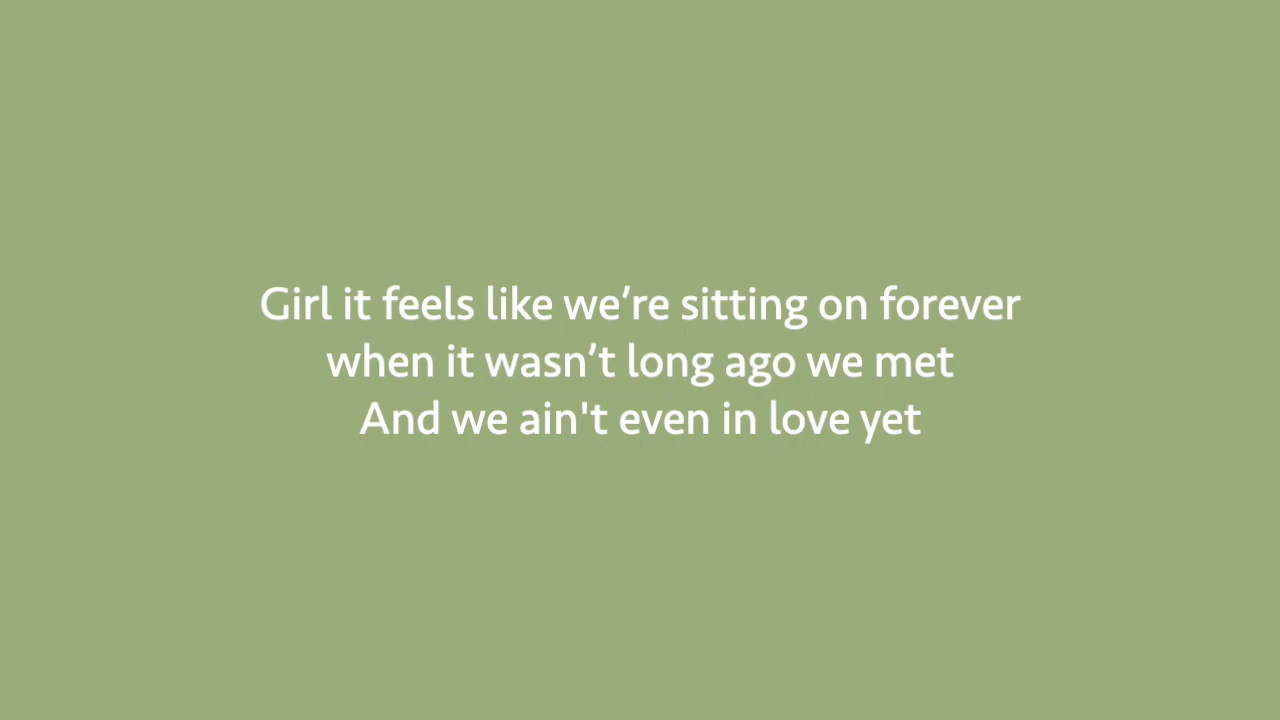 Girl it feels like we’re sitting on forever
when it wasn’t long ago we met
And we ain't even in love yet